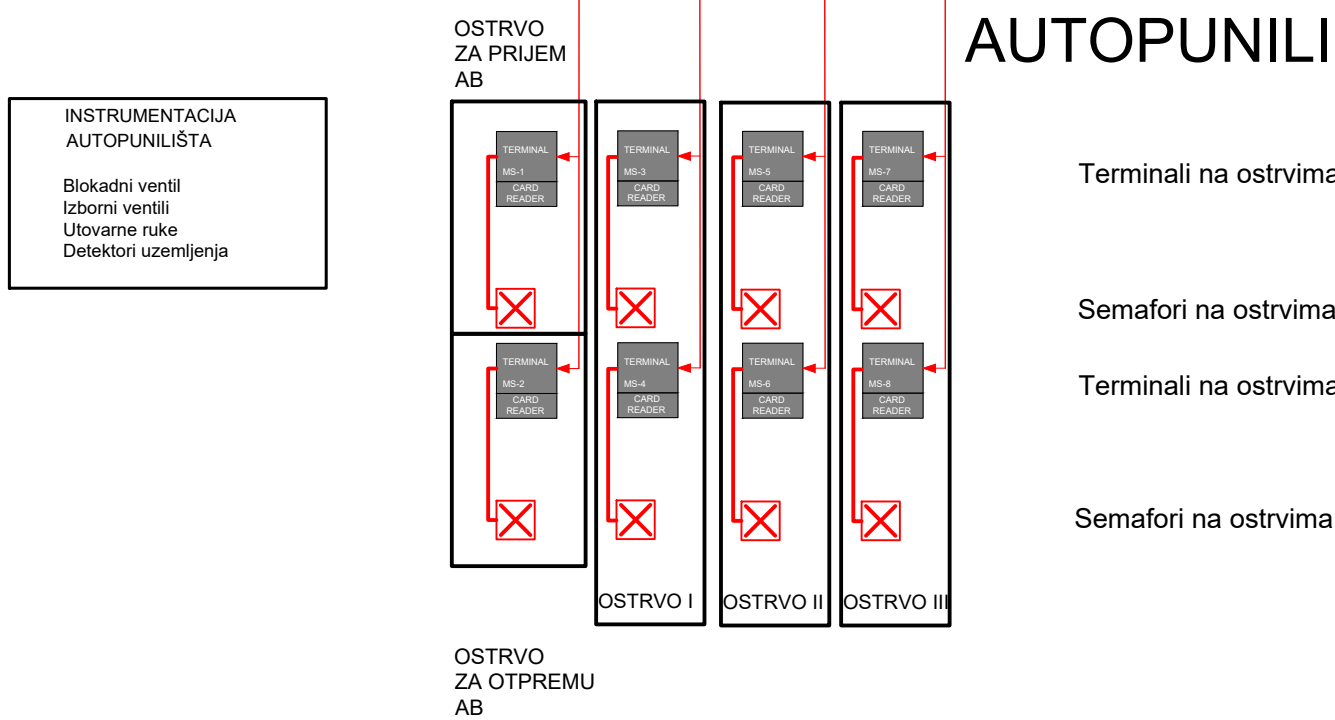 OSTRVO
ZA PRIJEM
AB
AUTOPUNILI
INSTRUMENTACIJA
AUTOPUNILIŠTA
Blokadni ventil
Izborni ventili
Utovarne ruke
Detektori uzemljenja
TERMINAL
MS-1
CARD
READER
TERMINAL
MS-3
CARD
READER
TERMINAL
MS-5
CARD
READER
TERMINAL
MS-7
CARD
READER
Terminali na ostrvima
Semafori na ostrvima
TERMINAL
MS-2
CARD
READER
TERMINAL
MS-4
CARD
READER
TERMINAL
MS-6
CARD
READER
TERMINAL
MS-8
CARD
READER
Terminali na ostrvima
Semafori na ostrvima
OSTRVO I
OSTRVO II
OSTRVO III
OSTRVO
ZA OTPREMU
AB